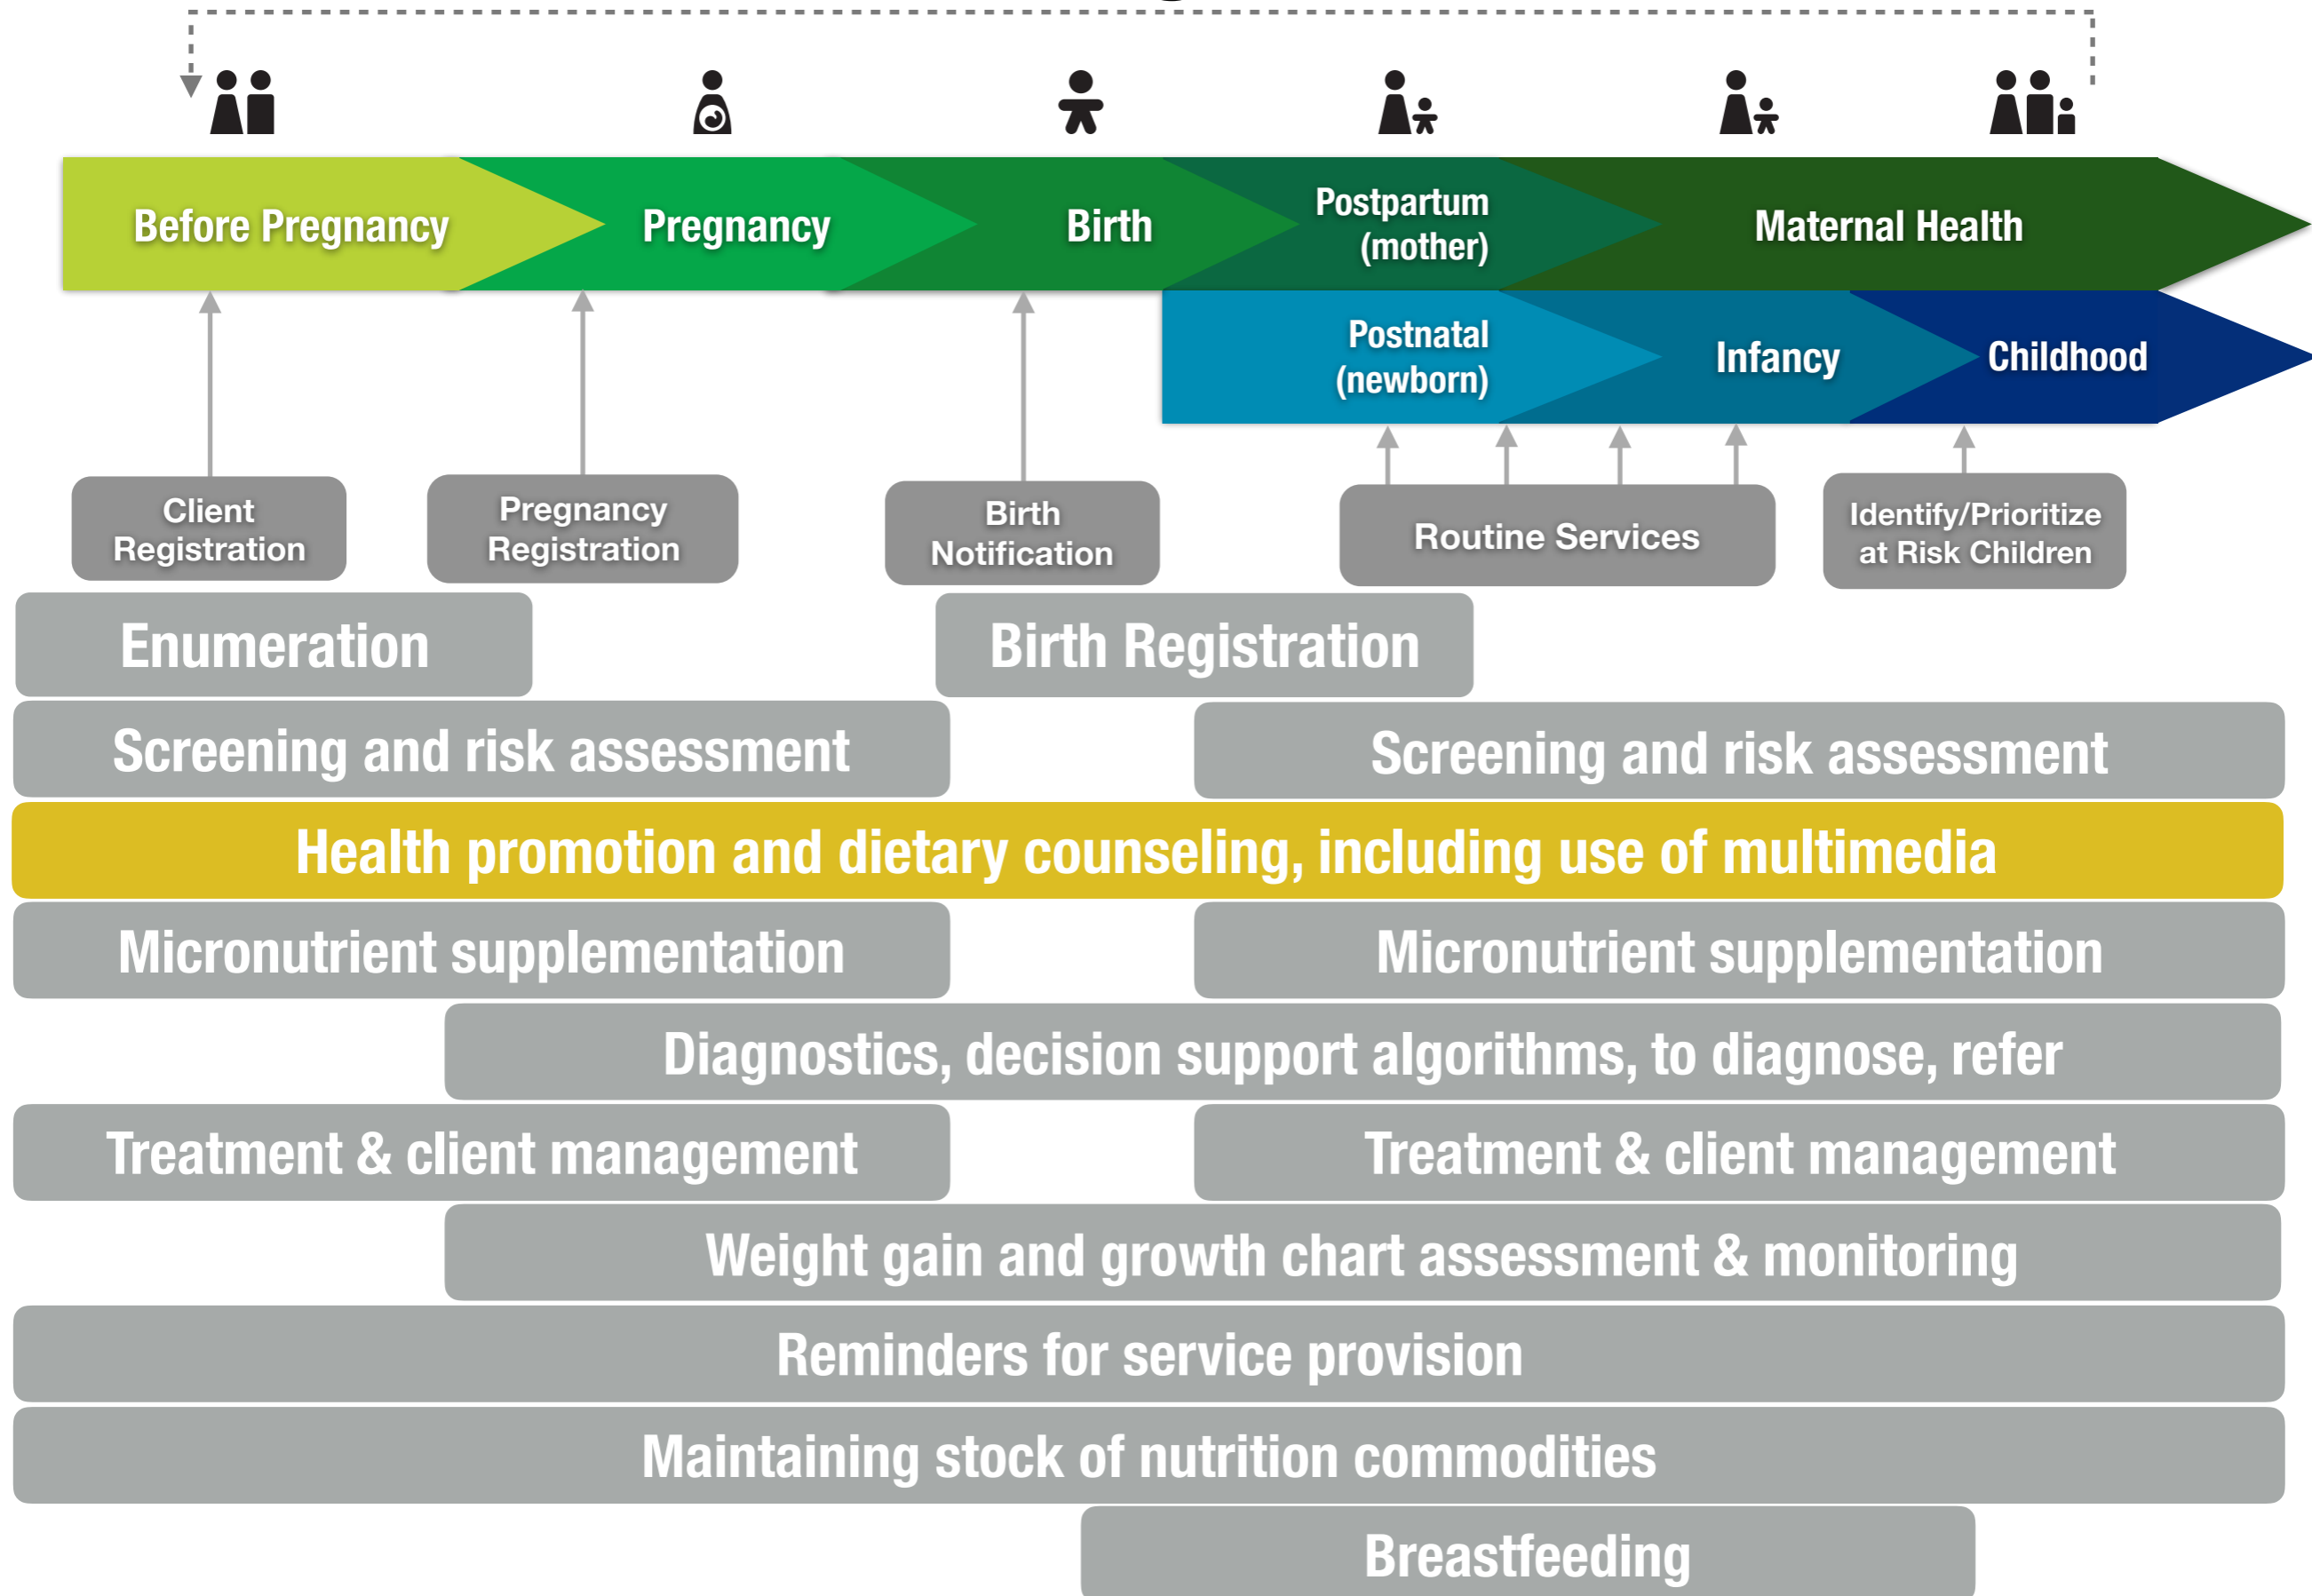 Before Pregnancy
Pregnancy
Birth
Postpartum
(mother)
Maternal Health
Postnatal
(newborn)
Infancy
Childhood
Client
Registration
Pregnancy
Registration
Birth
Notification
Routine Services
Identify/Prioritize
at Risk Children
Enumeration
Birth Registration
Screening and risk assessment
Screening and risk assessment
Health promotion and dietary counseling, including use of multimedia
Micronutrient supplementation
Micronutrient supplementation
Diagnostics, decision support algorithms, to diagnose, refer
Treatment & client management
Treatment & client management
Weight gain and growth chart assessment & monitoring
Reminders for service provision
Maintaining stock of nutrition commodities
Breastfeeding